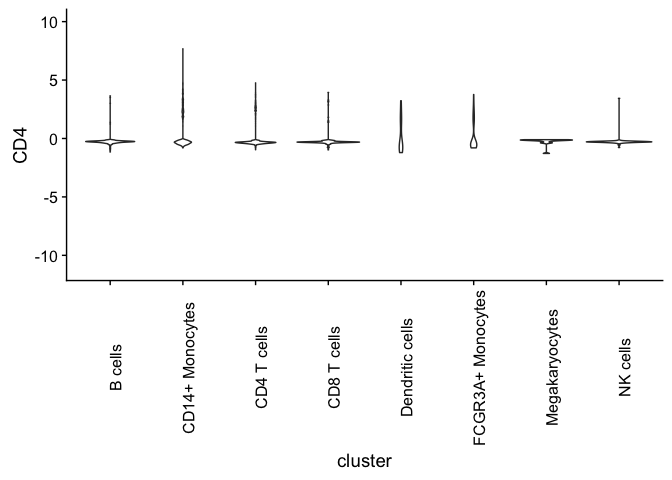 10
5
0
-5
-10
CD4
B cells
CD14+ Monocytes
CD4 T cells
CD8 T cells
Dendritic cells
FCGR3A+ Monocytes
Megakaryocytes
NK cells
cluster